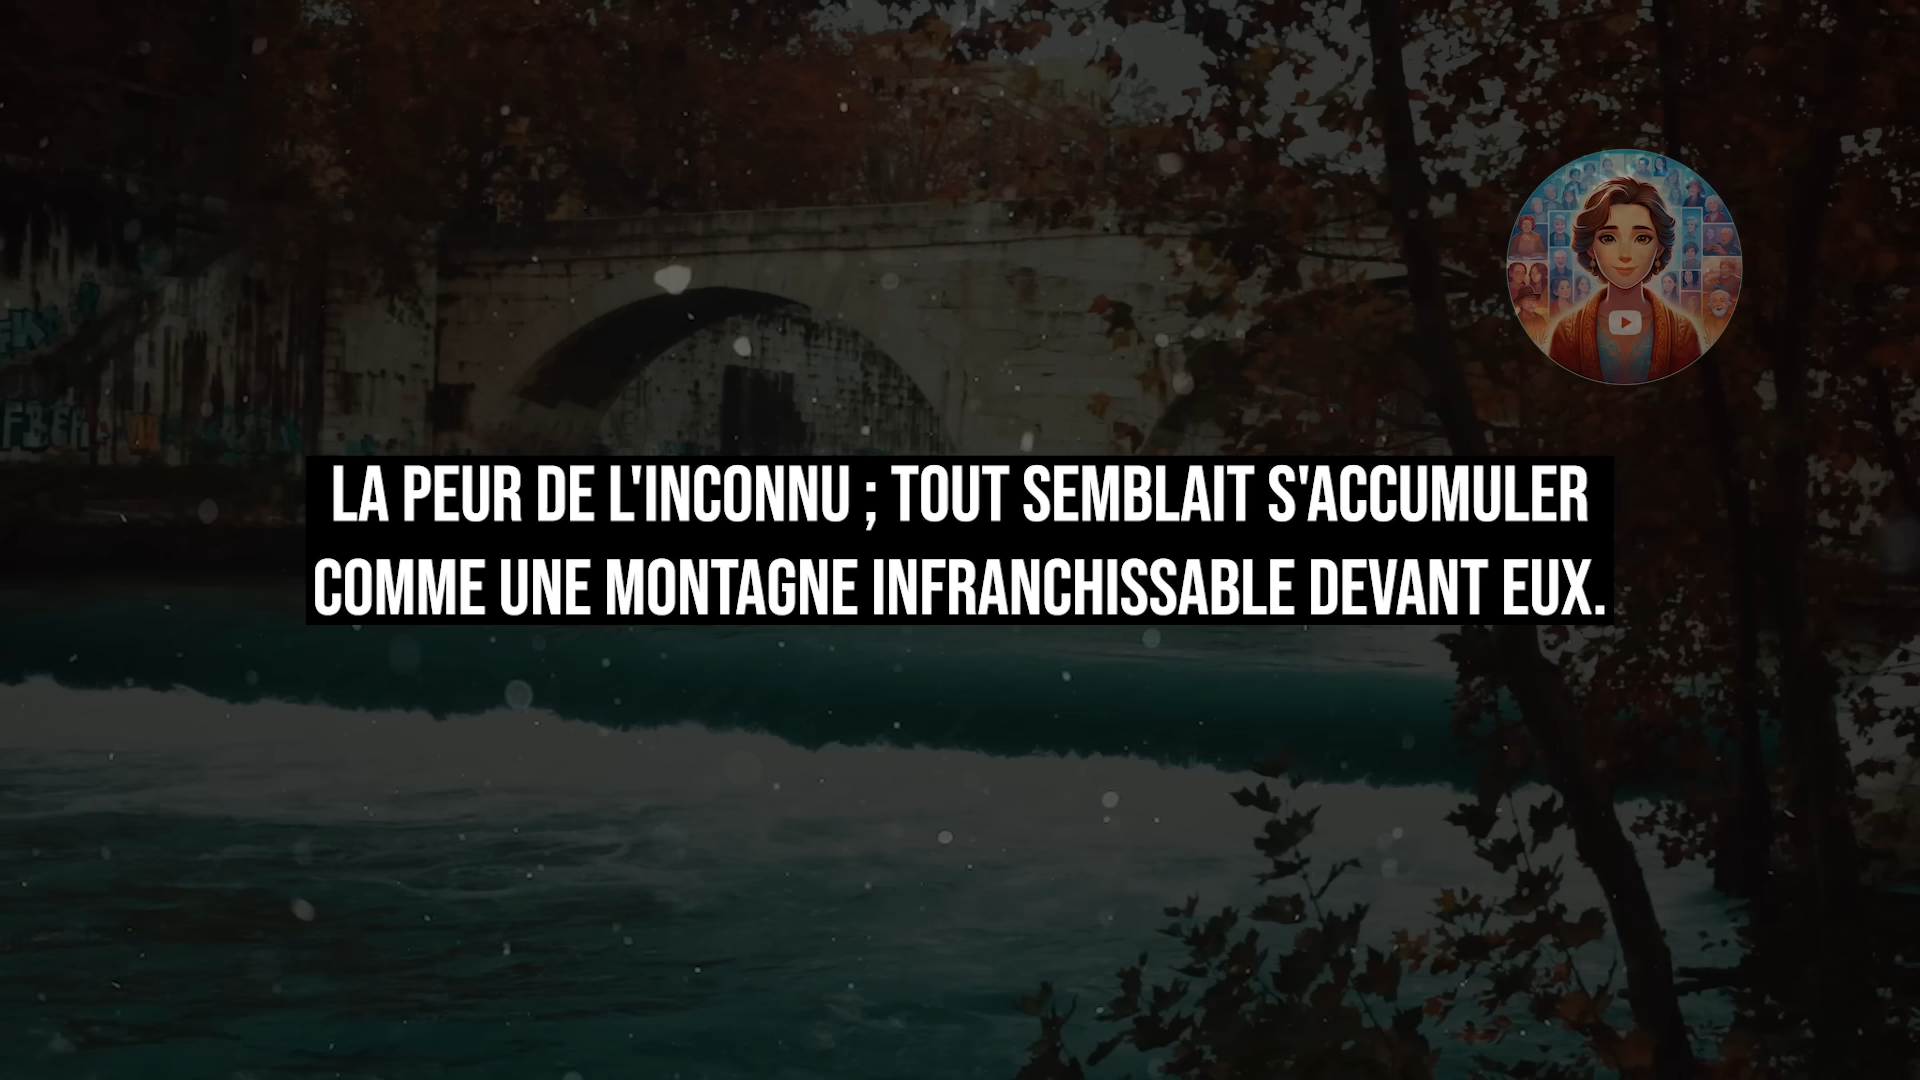 LA PEUR DE L'INCONNU ; TOUT SEMBLAIT S'ACCUMULER
COMME UNE MONTAGNE INFRANCHISSABLE DEVANT EUX.